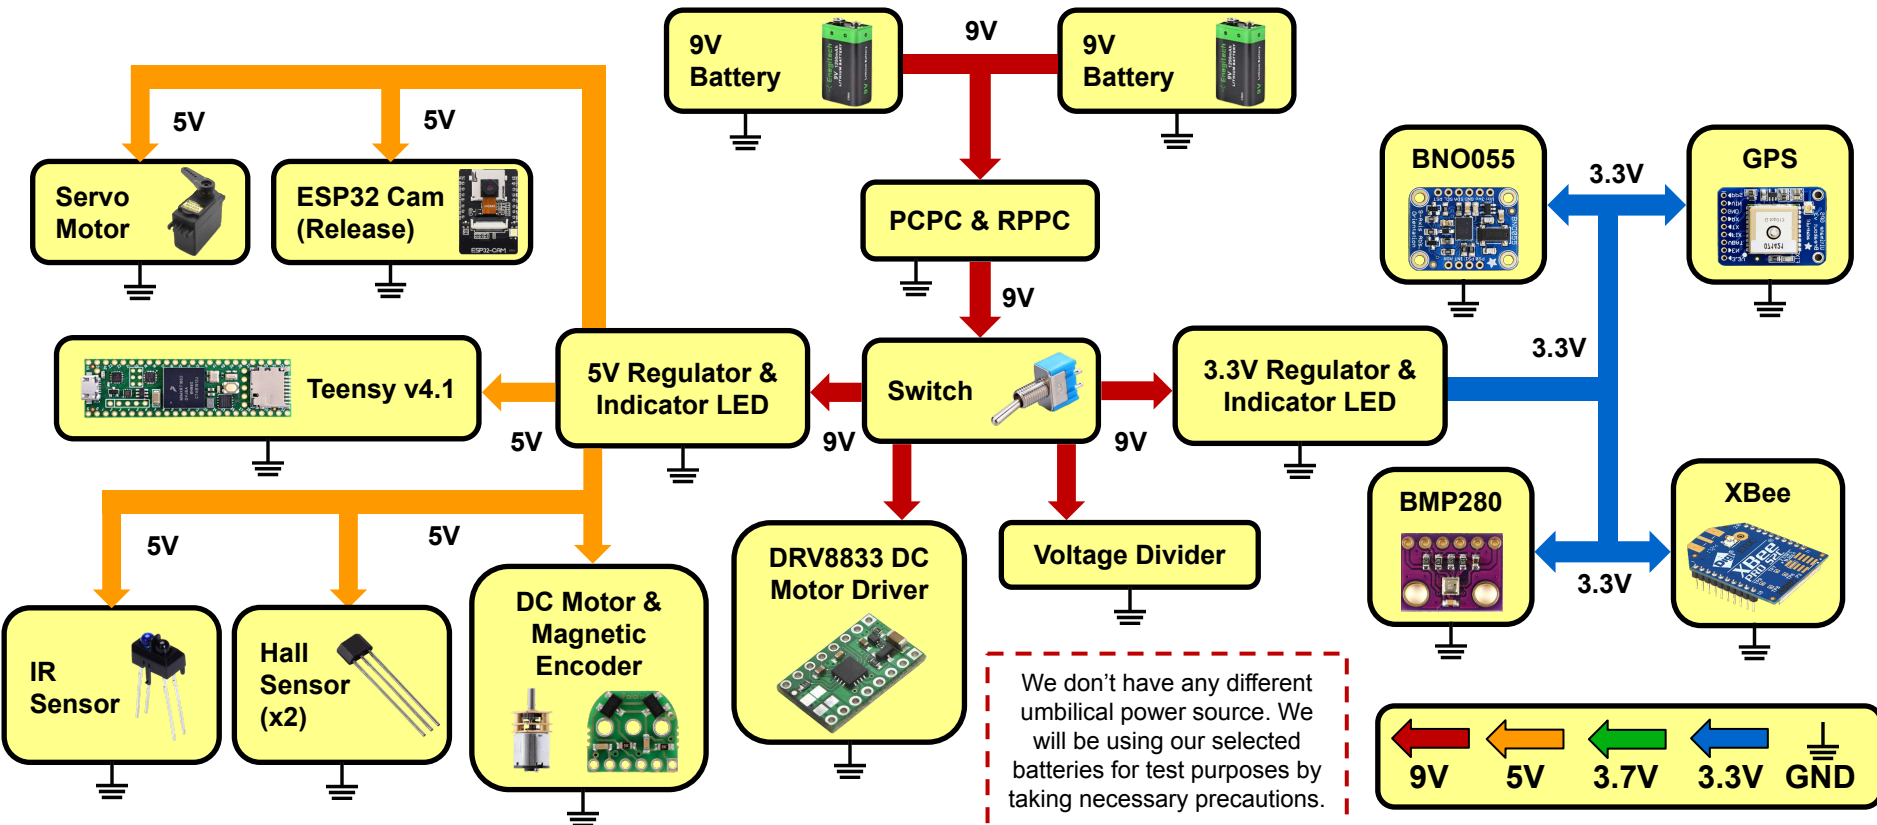 9V
9V
Battery
9V
Battery
5V
5V
Servo
Motor
ESP32 Cam
(Release)
ESP32-CAM
PCPC & RPPC
9V
BNO055
3.3V
GPS
Teensy v4.1
5V Regulator &
Indicator LED
Switch
3.3V Regulator &
Indicator LED
3.3V
5V
9V
9V
5V
5V
IR
Sensor
Hall
Sensor
(x2)
DC Motor &
Magnetic
Encoder
DRV8833 DC
Motor Driver
Voltage Divider
BMP280
XBee
3.3V
We don’t have any different
umbilical power source. We
will be using our selected
batteries for test purposes by
taking necessary precautions.
9V
5V
3.7V
3.3V
GND